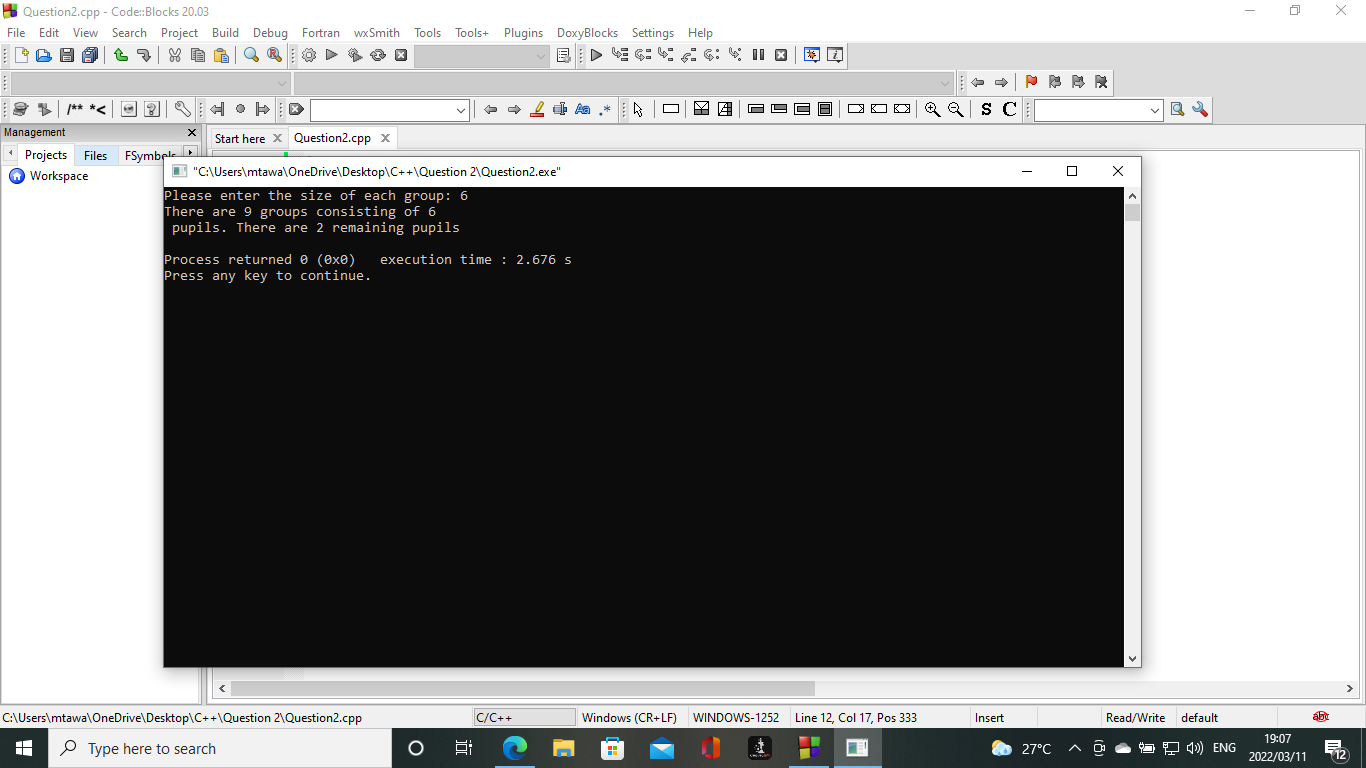 Question2.cpp - Code::Blocks 20.03
File Edit View Search Project Build Debug Fortran wxSmith Tools Tools+ Plugins DoxyBlocks Settings Help
/** *<
Aa .*
S C
Management
Projects Files FSymbols
Workspace
Start here Question2.cpp
"C:\Users\mtawa\OneDrive\Desktop\C++\Question 2\Question2.exe"
Please enter the size of each group: 6
There are 9 groups consisting of 6
 pupils. There are 2 remaining pupils
Process returned 0 (0x0)   execution time : 2.676 s
Press any key to continue.
C:\Users\mtawa\OneDrive\Desktop\C++\Question 2\Question2.cpp C/C++ Windows (CR+LF) WINDOWS-1252 Line 12, Col 17, Pos 333 Insert Read/Write default abc
Type here to search
27°C ENG
19:07
2022/03/11
12